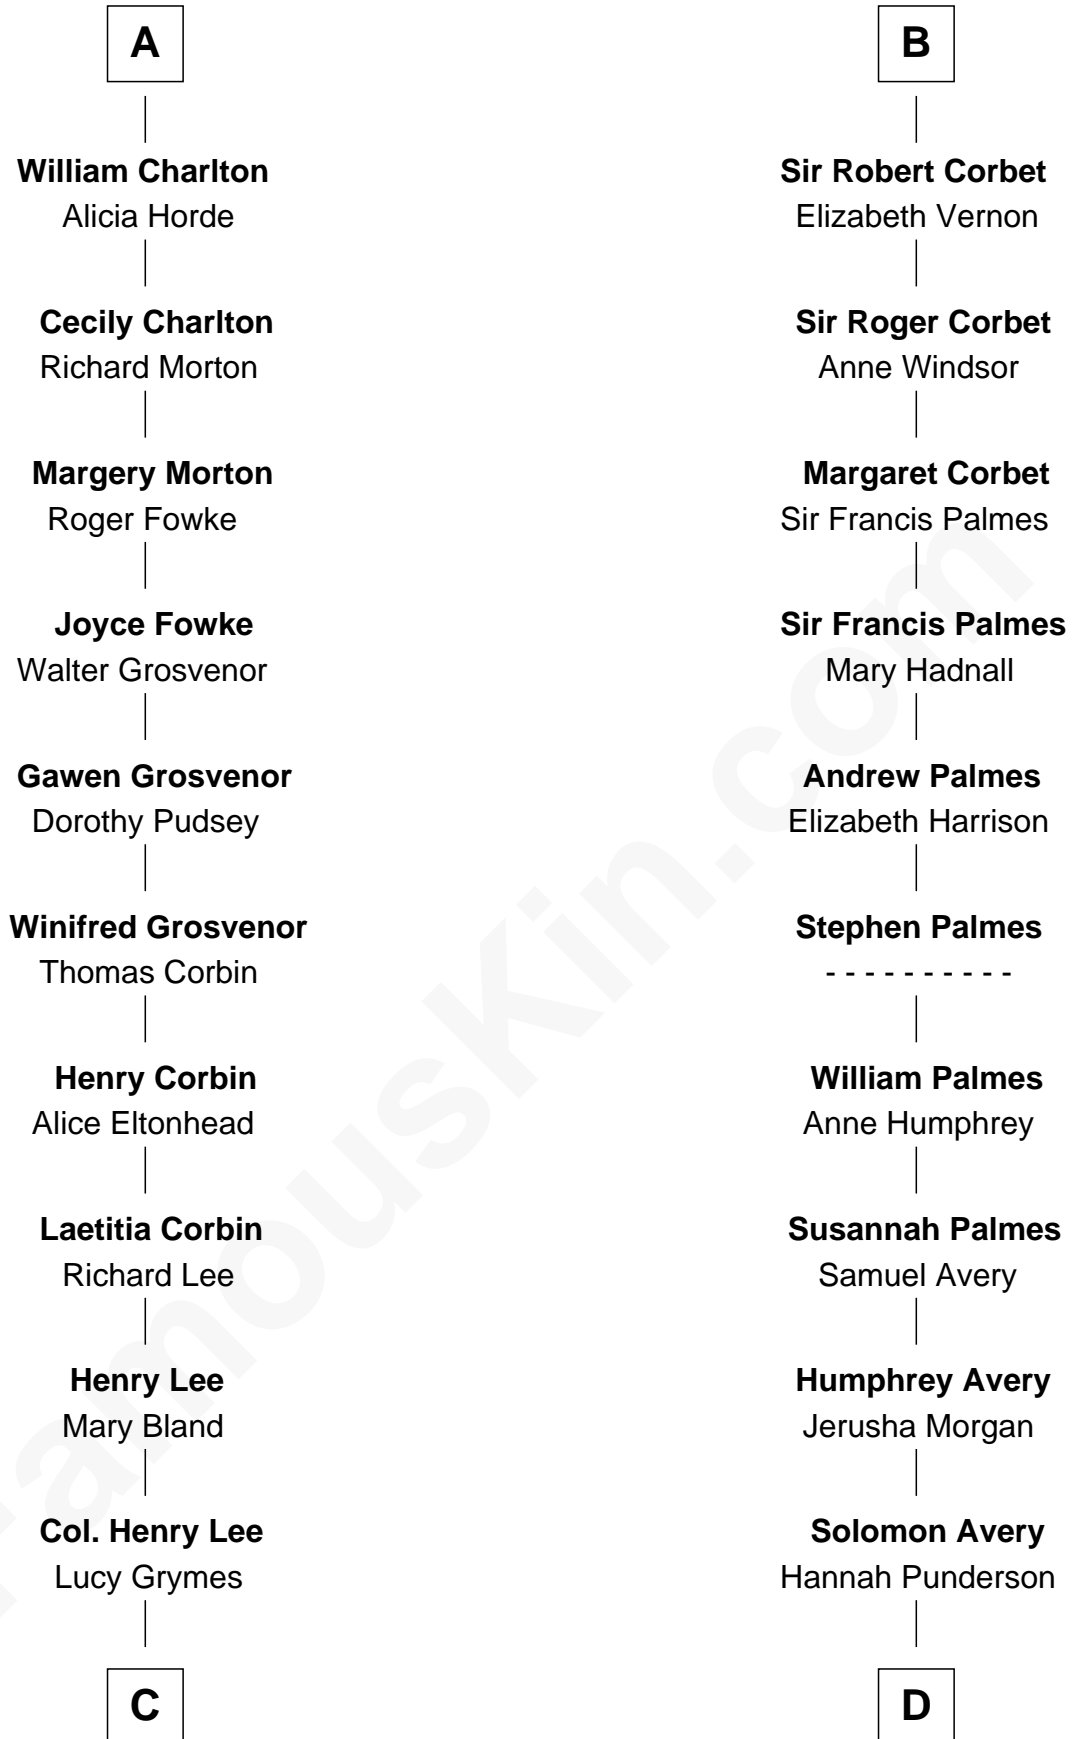 A
William Charlton
Alicia Horde
Cecily Charlton
Richard Morton
Margery Morton
Roger Fowke
Joyce Fowke
Walter Grosvenor
Gawen Grosvenor
Dorothy Pudsey
Winifred Grosvenor
Thomas Corbin
Henry Corbin
Alice Eltonhead
Laetitia Corbin
Richard Lee
Henry Lee
Mary Bland
Col. Henry Lee
Lucy Grymes
C
B
Sir Robert Corbet
Elizabeth Vernon
Sir Roger Corbet
Anne Windsor
Margaret Corbet
Sir Francis Palmes
Sir Francis Palmes
Mary Hadnall
Andrew Palmes
Elizabeth Harrison
Stephen Palmes
- - - - - - - - - -
William Palmes
Anne Humphrey
Susannah Palmes
Samuel Avery
Humphrey Avery
Jerusha Morgan
Solomon Avery
Hannah Punderson
D
FamousKin.com